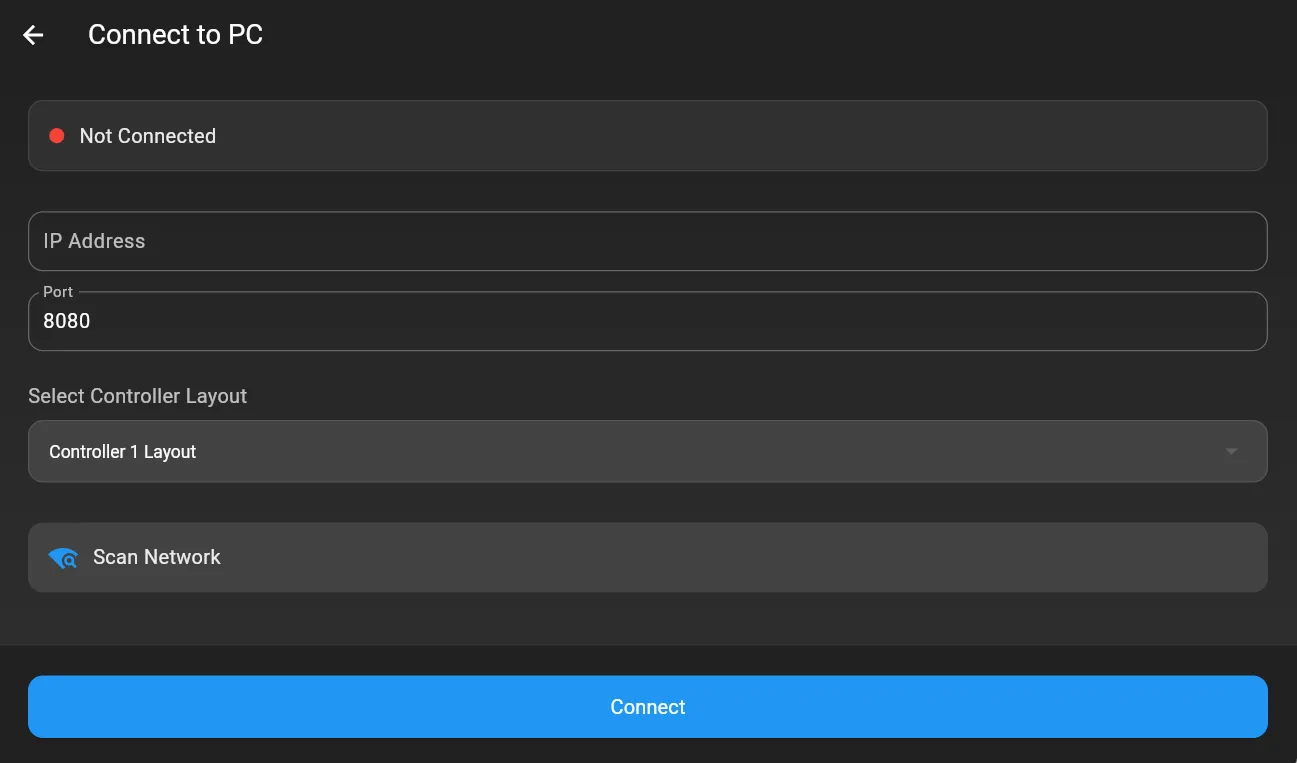 Connect to PC
Not Connected
IP Address
Port
8080
Select Controller Layout
Controller 1 Layout
Scan Network
Connect